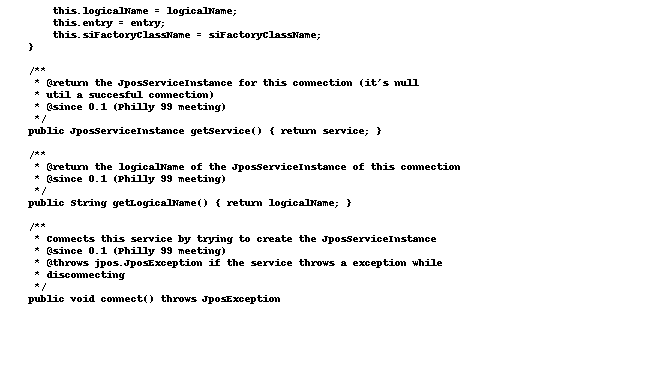 this.logicalName = logicalName;
this.entry = entry;
this.siFactoryClassName = siFactoryClassName;
}
/**
* @return the JposServiceInstance for this connection (it's null
* util a succesful connection)
* @since 0.1 (Philly 99 meeting)
*/
public JposServiceInstance getService() { return service; }
/**
* @return the logicalName of the JposServiceInstance of this connection
* @since 0.1 (Philly 99 meeting)
*/
public String getLogicalName() { return logicalName; }
/**
* Connects this service by trying to create the JposServiceInstance
* @since 0.1 (Philly 99 meeting)
* @throws jpos.JposException if the service throws a exception while
* disconnecting
*/
public void connect() throws JposException